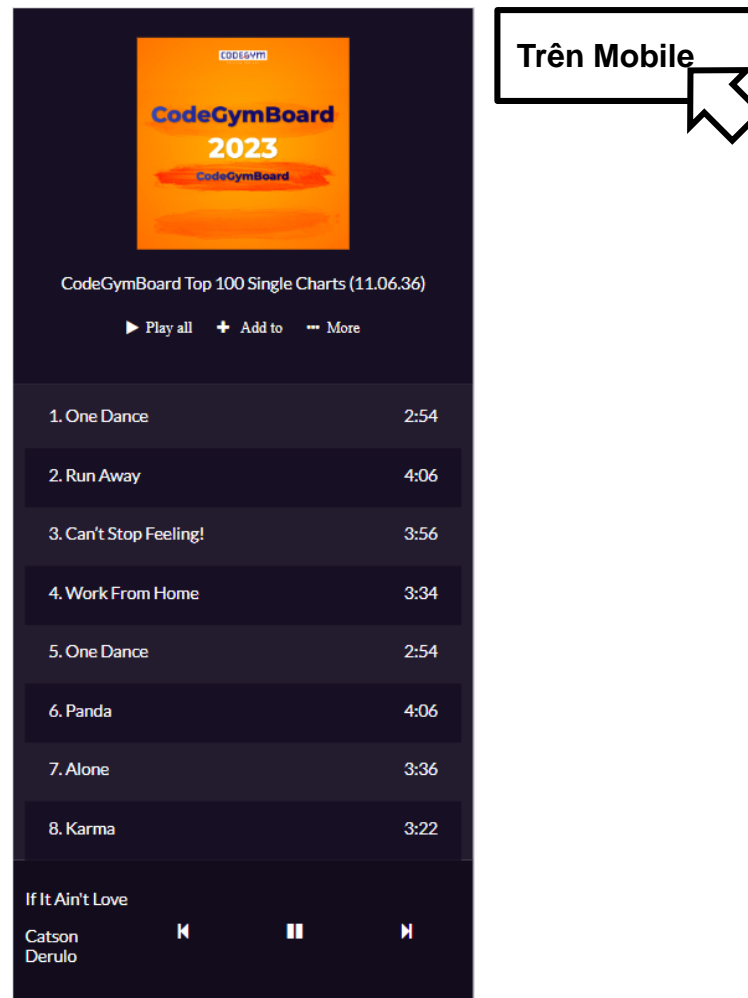 CODEGYM
CodeGymBoard
2023
CodeGymBoard
Trên Mobile
CodeGymBoard Top 100 Single Charts (11.06.36)
Play all Add to More
1. One Dance 2:54
2. Run Away 4:06
3. Can't Stop Feeling! 3:56
4. Work From Home 3:34
5. One Dance 2:54
6. Panda 4:06
7. Alone 3:36
8. Karma 3:22
If It Ain't Love
Catson
Derulo